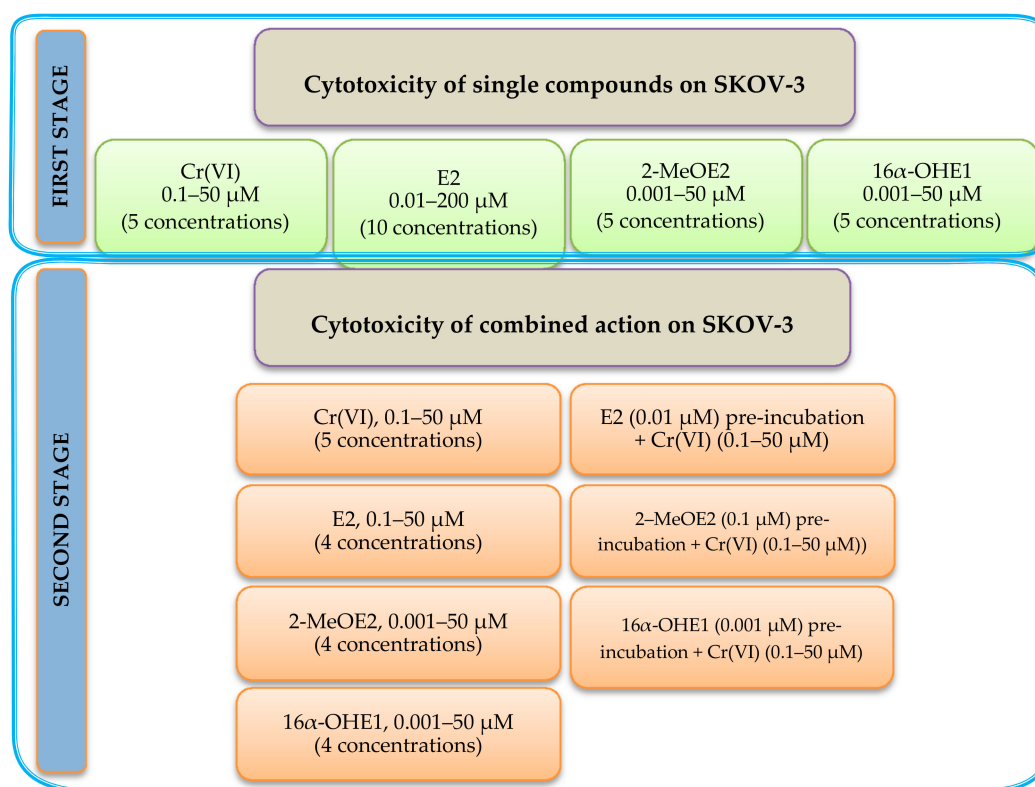 FIRST STAGE
Cytotoxicity of single compounds on SKOV-3
Cr(VI)
0.1–50 µM
(5 concentrations)
E2
0.01–200 µM
(10 concentrations)
2-MeOE2
0.001–50 µM
(5 concentrations)
16α-OHE1
0.001–50 µM
(5 concentrations)
SECOND STAGE
Cytotoxicity of combined action on SKOV-3
Cr(VI), 0.1–50 µM
(5 concentrations)
E2 (0.01 µM) pre-incubation
+ Cr(VI) (0.1–50 µM)
E2, 0.1–50 µM
(4 concentrations)
2–MeOE2 (0.1 µM) pre-
incubation + Cr(VI) (0.1–50 µM))
2-MeOE2, 0.001–50 µM
(4 concentrations)
16α-OHE1 (0.001 µM) pre-
incubation + Cr(VI) (0.1–50 µM)
16α-OHE1, 0.001–50 µM
(4 concentrations)